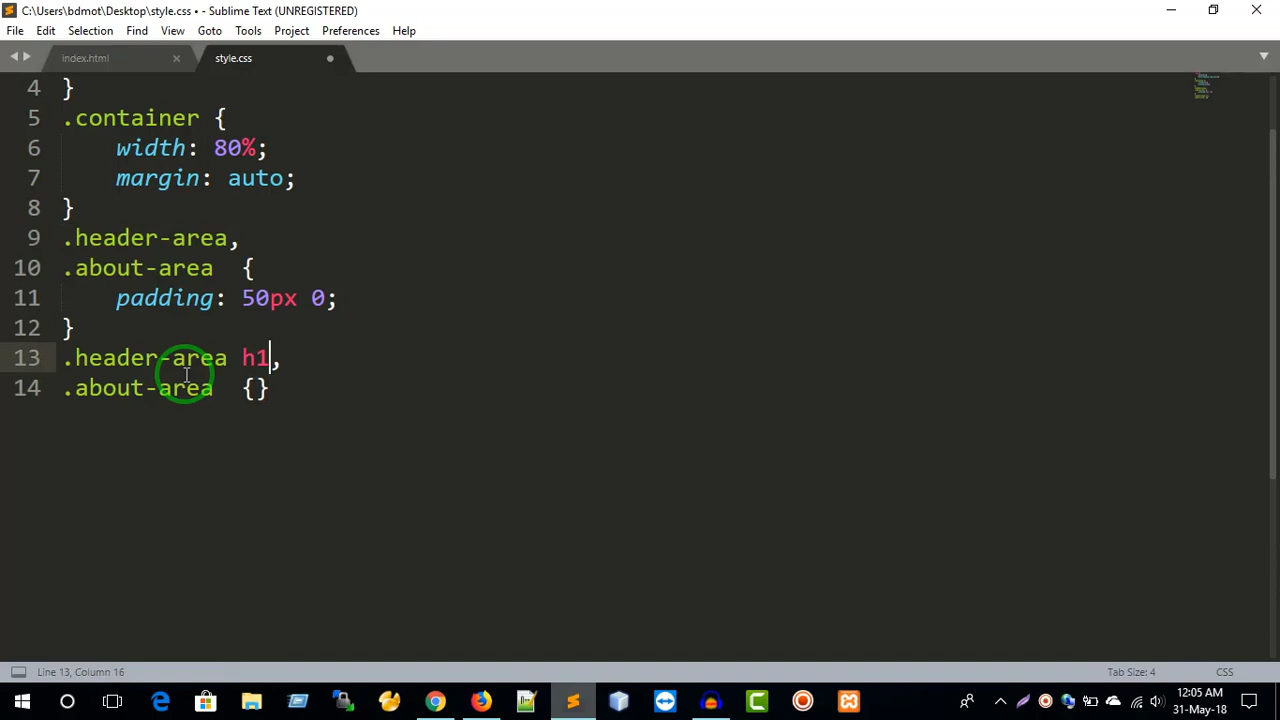 C:\Users\bdmot\Desktop\style.css • - Sublime Text (UNREGISTERED)
File Edit Selection Find View Goto Tools Project Preferences Help
index.html style.css
4 }
5 .container {
6 width: 80%;
7 margin: auto;
8 }
9 .header-area,
10 .about-area {
11 padding: 50px 0;
12 }
13 .header-area h1,
14 .about-area {}
Line 13, Column 16 Tab Size: 4 CSS
12:05 AM
31-May-18